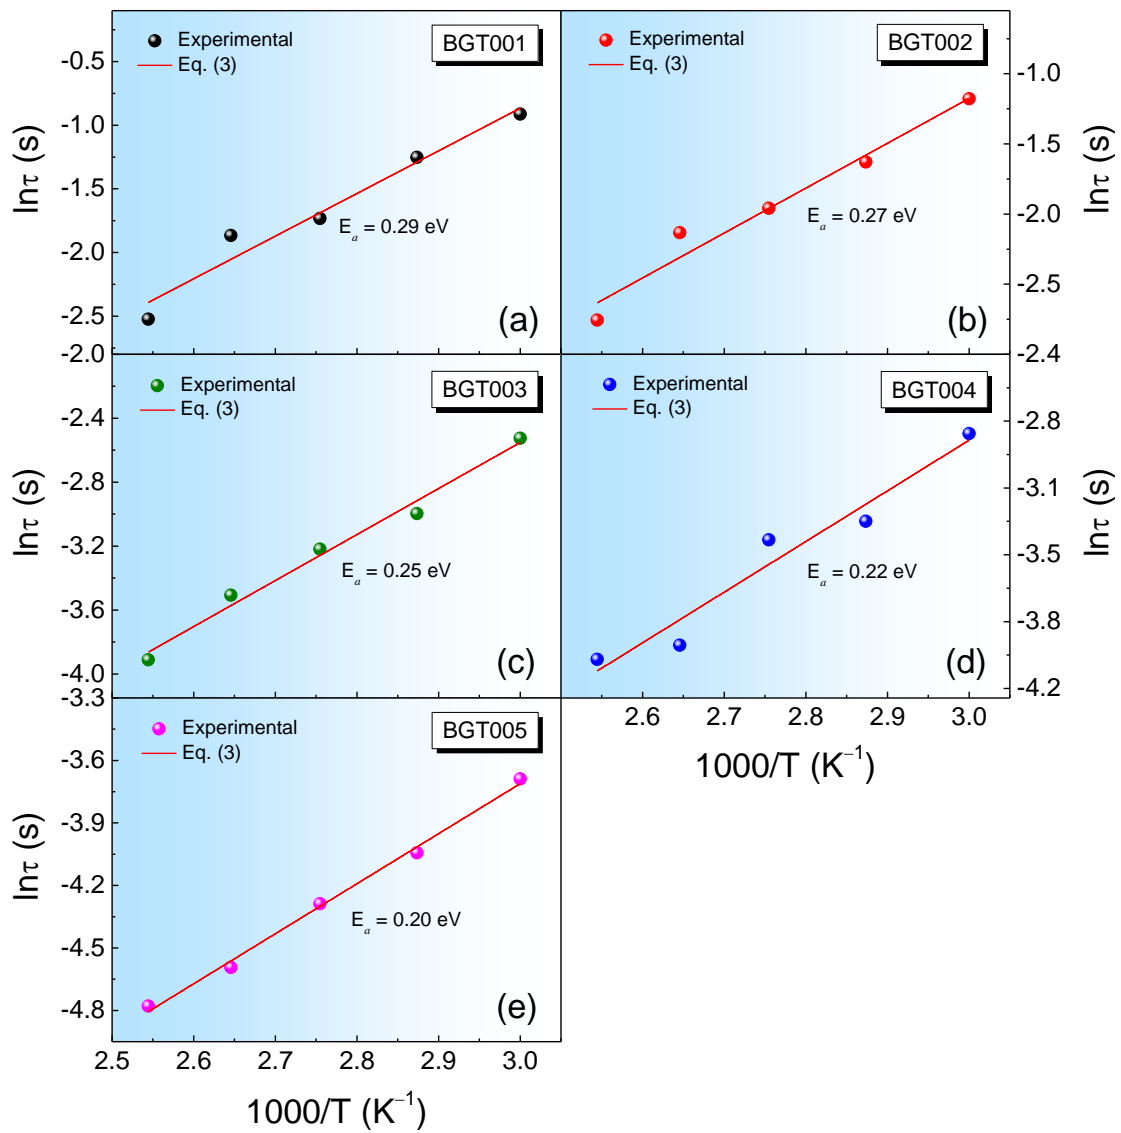 Experimental
Eq. (3)
BGT001
-0.5
-1.0
-1.5
-2.0
-2.5
lnτ (s)
Ea = 0.29 eV
(a)
Experimental
Eq. (3)
BGT002
-1.0
-1.5
-2.0
-2.5
lnτ (s)
Ea = 0.27 eV
(b)
Experimental
Eq. (3)
BGT003
-2.0
-2.4
-2.8
-3.2
-3.6
-4.0
lnτ (s)
Ea = 0.25 eV
(c)
Experimental
Eq. (3)
BGT004
-2.4
-2.8
-3.1
-3.5
-3.8
-4.2
lnτ (s)
Ea = 0.22 eV
(d)
2.6 2.7 2.8 2.9 3.0
1000/T (K⁻¹)
Experimental
Eq. (3)
BGT005
-3.3
-3.6
-3.9
-4.2
-4.5
-4.8
lnτ (s)
Ea = 0.20 eV
(e)
2.5 2.6 2.7 2.8 2.9 3.0
1000/T (K⁻¹)